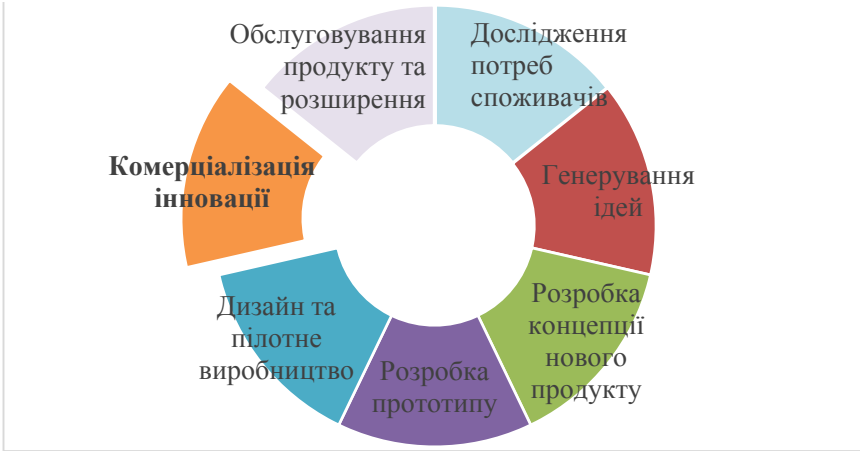 Дослідження
потреб
споживачів
Генерування
ідей
Розробка
концепції
нового
продукту
Розробка
прототипу
Дизайн та
пілотне
виробництво
Комерціалізація
інновації
Обслуговування
продукту та
розширення